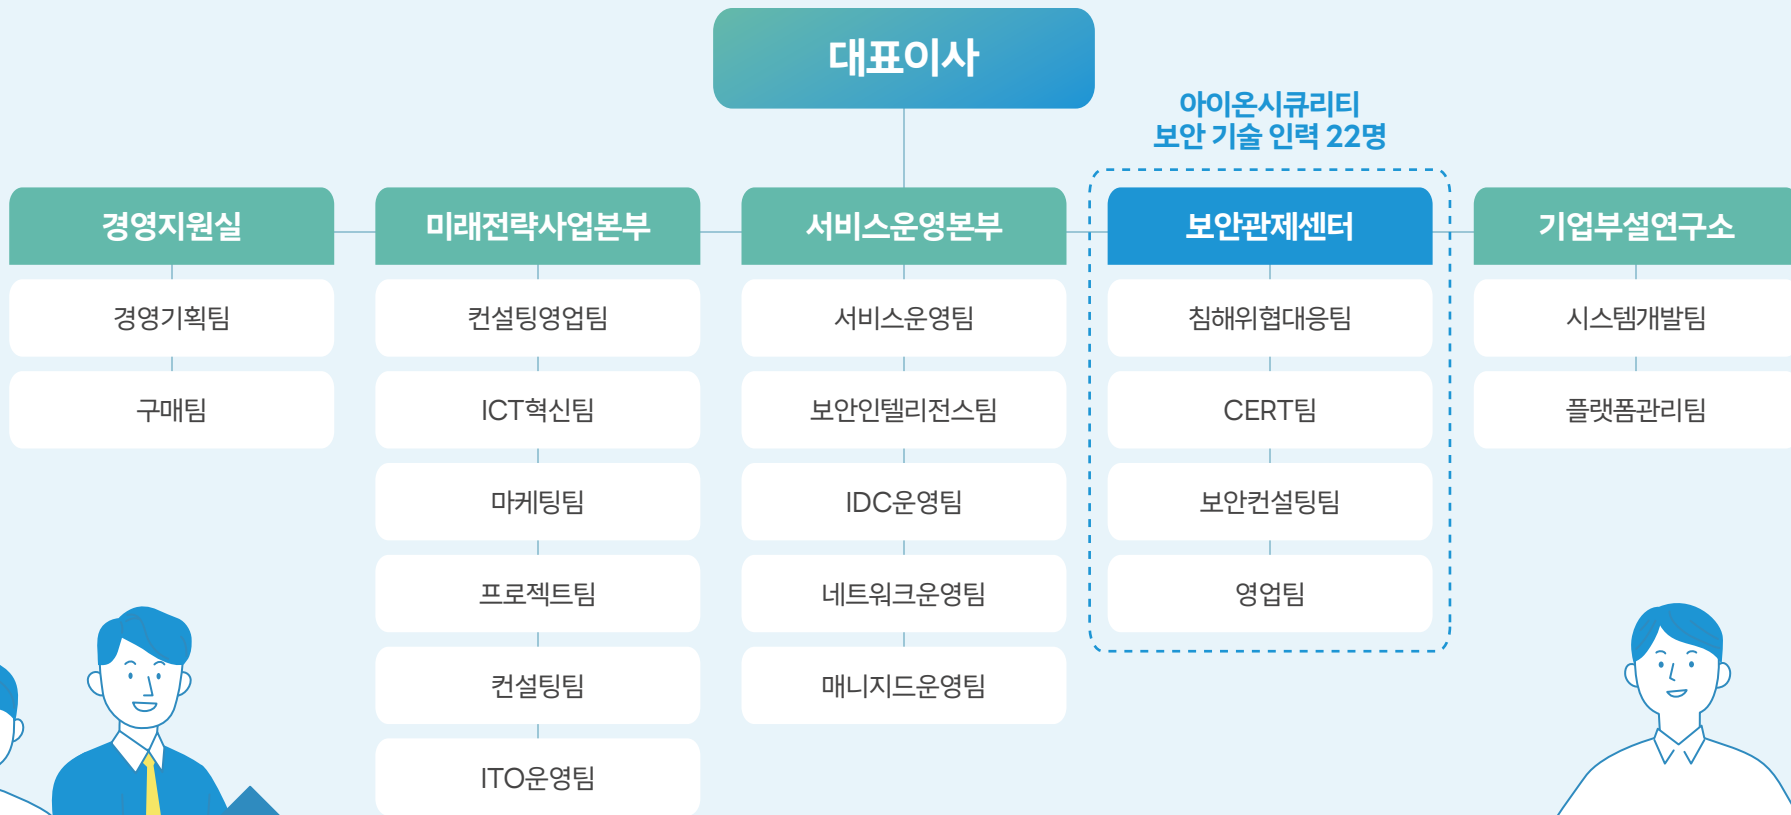 대표이사
아이온시큐리티
보안 기술 인력 22명
경영지원실
경영기획팀
구매팀
미래전략사업본부
컨설팅영업팀
ICT혁신팀
마케팅팀
프로젝트팀
컨설팅팀
ITO운영팀
서비스운영본부
서비스운영팀
보안인텔리전스팀
IDC운영팀
네트워크운영팀
매니지드운영팀
보안관제센터
침해위협대응팀
CERT팀
보안컨설팅팀
영업팀
기업부설연구소
시스템개발팀
플랫폼관리팀